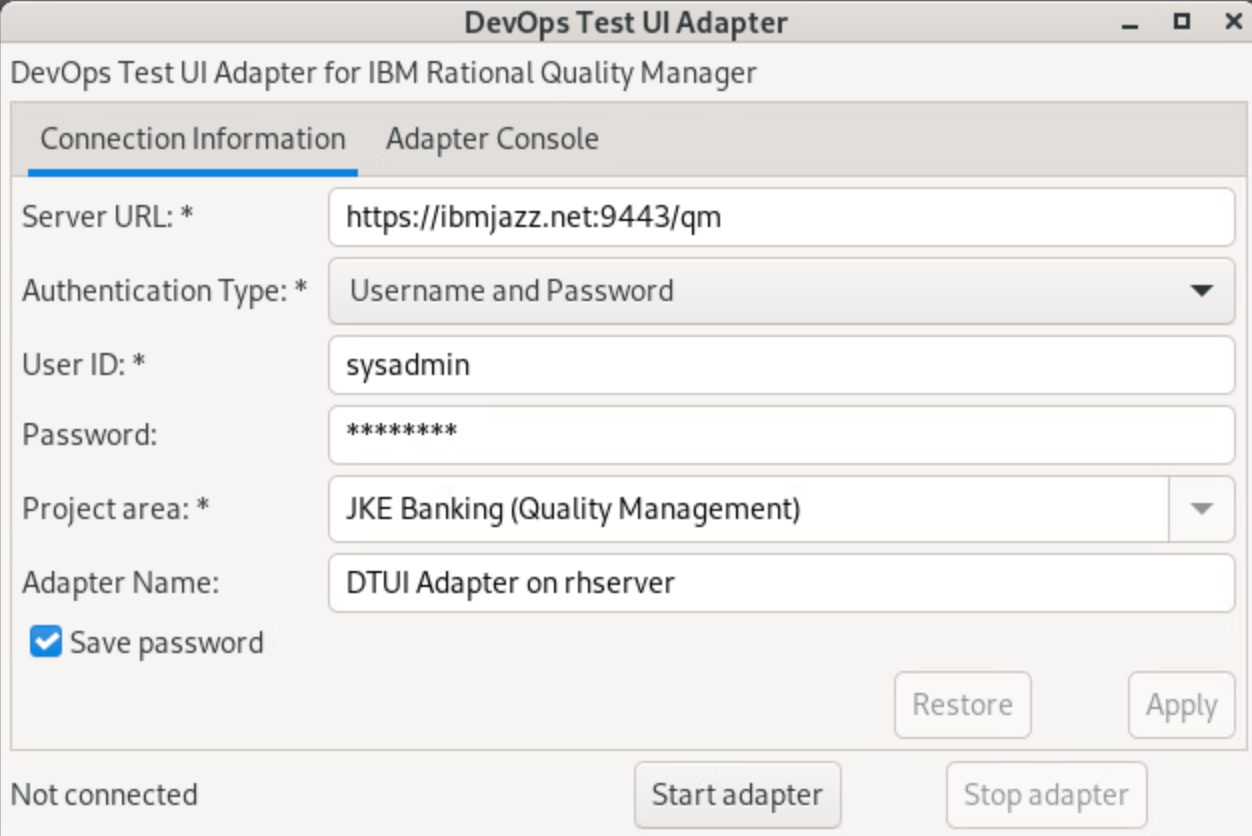 DevOps Test UI Adapter
DevOps Test UI Adapter for IBM Rational Quality Manager
Connection Information Adapter Console
Server URL: * https://ibmjazz.net:9443/qm
Authentication Type: * Username and Password
User ID: * sysadmin
Password: ********
Project area: * JKE Banking (Quality Management)
Adapter Name: DTUI Adapter on rhserver
Save password
Restore Apply
Not connected Start adapter Stop adapter